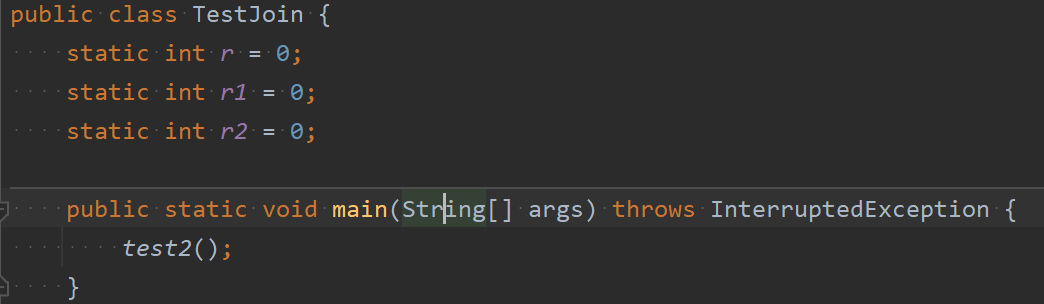 public class TestJoin {
    static int r = 0;
    static int r1 = 0;
    static int r2 = 0;
    public static void main(String[] args) throws InterruptedException {
        test2();
    }